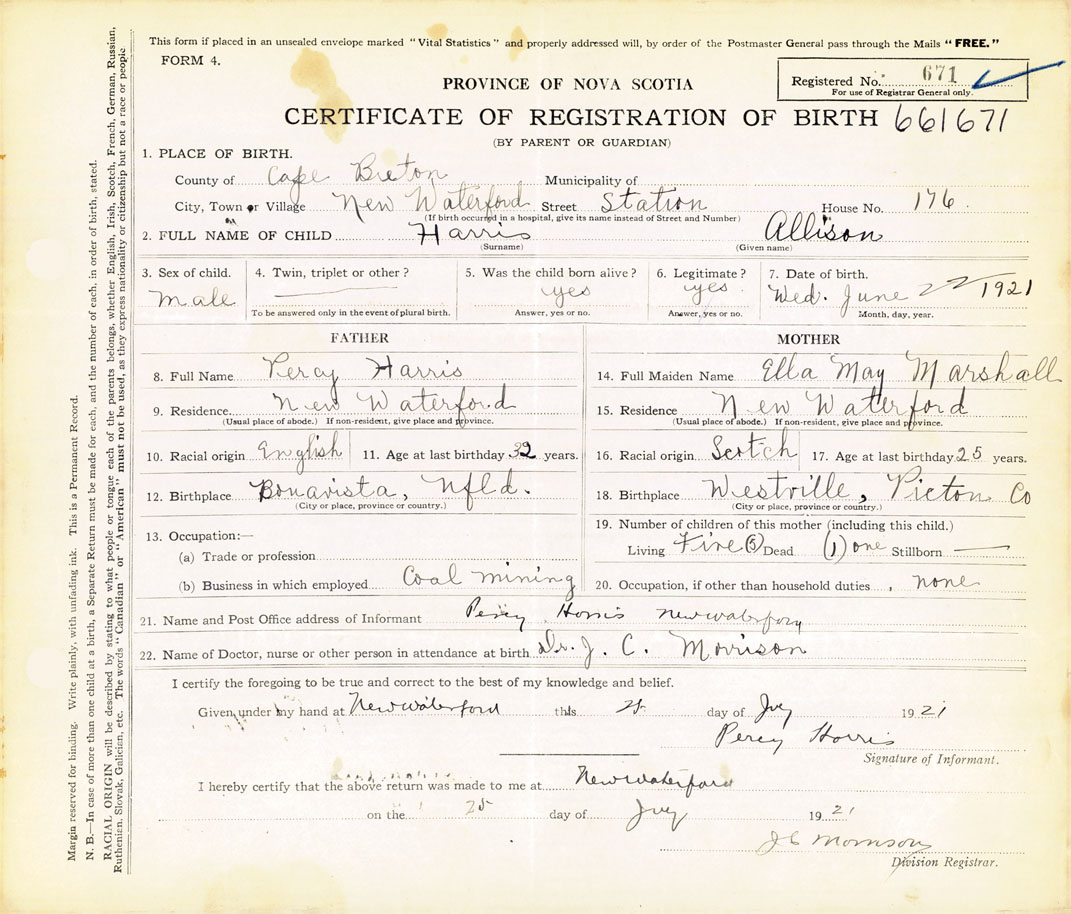 This form if placed in an unsealed envelope marked "Vital Statistics" and properly addressed will, by order of the Postmaster General pass through the Mails "FREE."
FORM 4.
Registered No. 671
For use of Registrar General only.
PROVINCE OF NOVA SCOTIA
CERTIFICATE OF REGISTRATION OF BIRTH 661671
(BY PARENT OR GUARDIAN)
1. PLACE OF BIRTH.
County of Cape Breton Municipality of
City, Town or Village New Waterford Street Station House No. 176
(If birth occurred in a hospital, give its name instead of Street and Number)
2. FULL NAME OF CHILD Harris Allison
(Surname) (Given name)
3. Sex of child. 4. Twin, triplet or other? 5. Was the child born alive? 6. Legitimate? 7. Date of birth.
male yes yes Wed. June 22 1921
To be answered only in the event of plural birth. Answer, yes or no. Answer, yes or no. Month, day, year.
FATHER
8. Full Name Percy Harris
9. Residence New Waterford
(Usual place of abode.) If non-resident, give place and province.
10. Racial origin English 11. Age at last birthday 32 years.
12. Birthplace Bonavista, Nfld.
(City or place, province or country.)
13. Occupation:—
(a) Trade or profession
(b) Business in which employed Coal mining
MOTHER
14. Full Maiden Name Ella May Marshall
15. Residence New Waterford
(Usual place of abode.) If non-resident, give place and province.
16. Racial origin Scotch 17. Age at last birthday 25 years.
18. Birthplace Westville, Picton Co
(City or place, province or country.)
19. Number of children of this mother (including this child.)
Living Five (5) Dead (1) one Stillborn —
20. Occupation, if other than household duties, none
21. Name and Post Office address of Informant Percy Harris New Waterford
22. Name of Doctor, nurse or other person in attendance at birth Dr. J. C. Morrison
I certify the foregoing to be true and correct to the best of my knowledge and belief.
Given under my hand at New Waterford this 25 day of July 1921
Percy Harris
Signature of Informant.
I hereby certify that the above return was made to me at New Waterford
on the 25 day of July 1921
J C Morrison
Division Registrar.
Margin reserved for binding. Write plainly, with unfading ink. This is a Permanent Record.
N. B.—In case of more than one child at a birth, a Separate Return must be made for each, and the number of each, in order of birth, stated.
RACIAL ORIGIN will be described by stating to what people or tongue each of the parents belongs, whether English, Irish, Scotch, French, German, Russian,
Ruthenian, Slovak, Galician, etc. The words "Canadian" or "American" must not be used, as they express nationality or citizenship but not a race or people